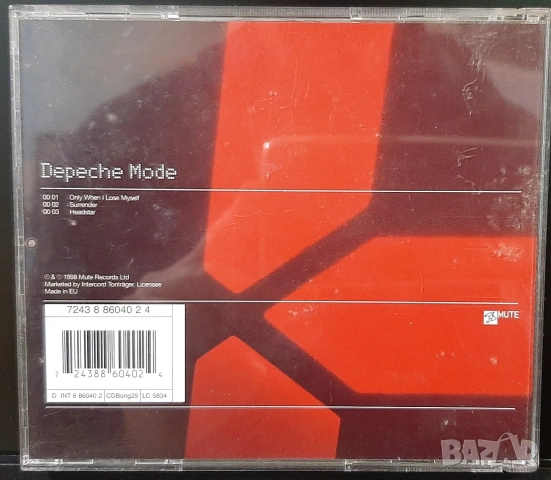 Depeche Mode
00 01 Only When I Lose Myself
00 02 Surrender
00 03 Headstar
℗ & © 1998 Mute Records Ltd
Marketed by Intercord Tonträger, Licensee
Made in EU
7243 8 86040 2 4
MUTE
7 24388 60402 4
D: INT 8 86040 2 CDBong29 LC 5834
BAZAR